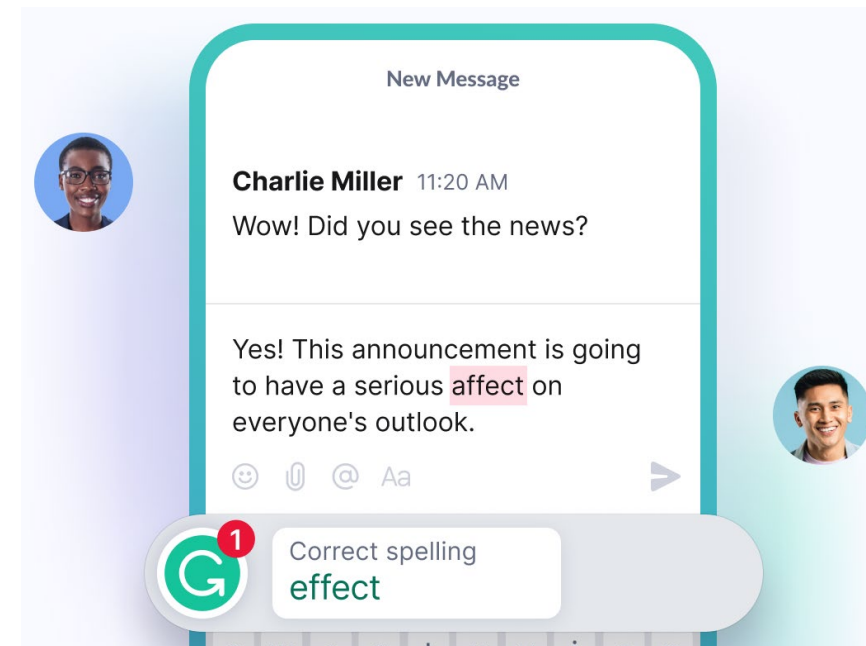 New Message
Charlie Miller 11:20 AM
Wow! Did you see the news?
Yes! This announcement is going
to have a serious affect on
everyone's outlook.
@ Aa
1
Correct spelling
effect